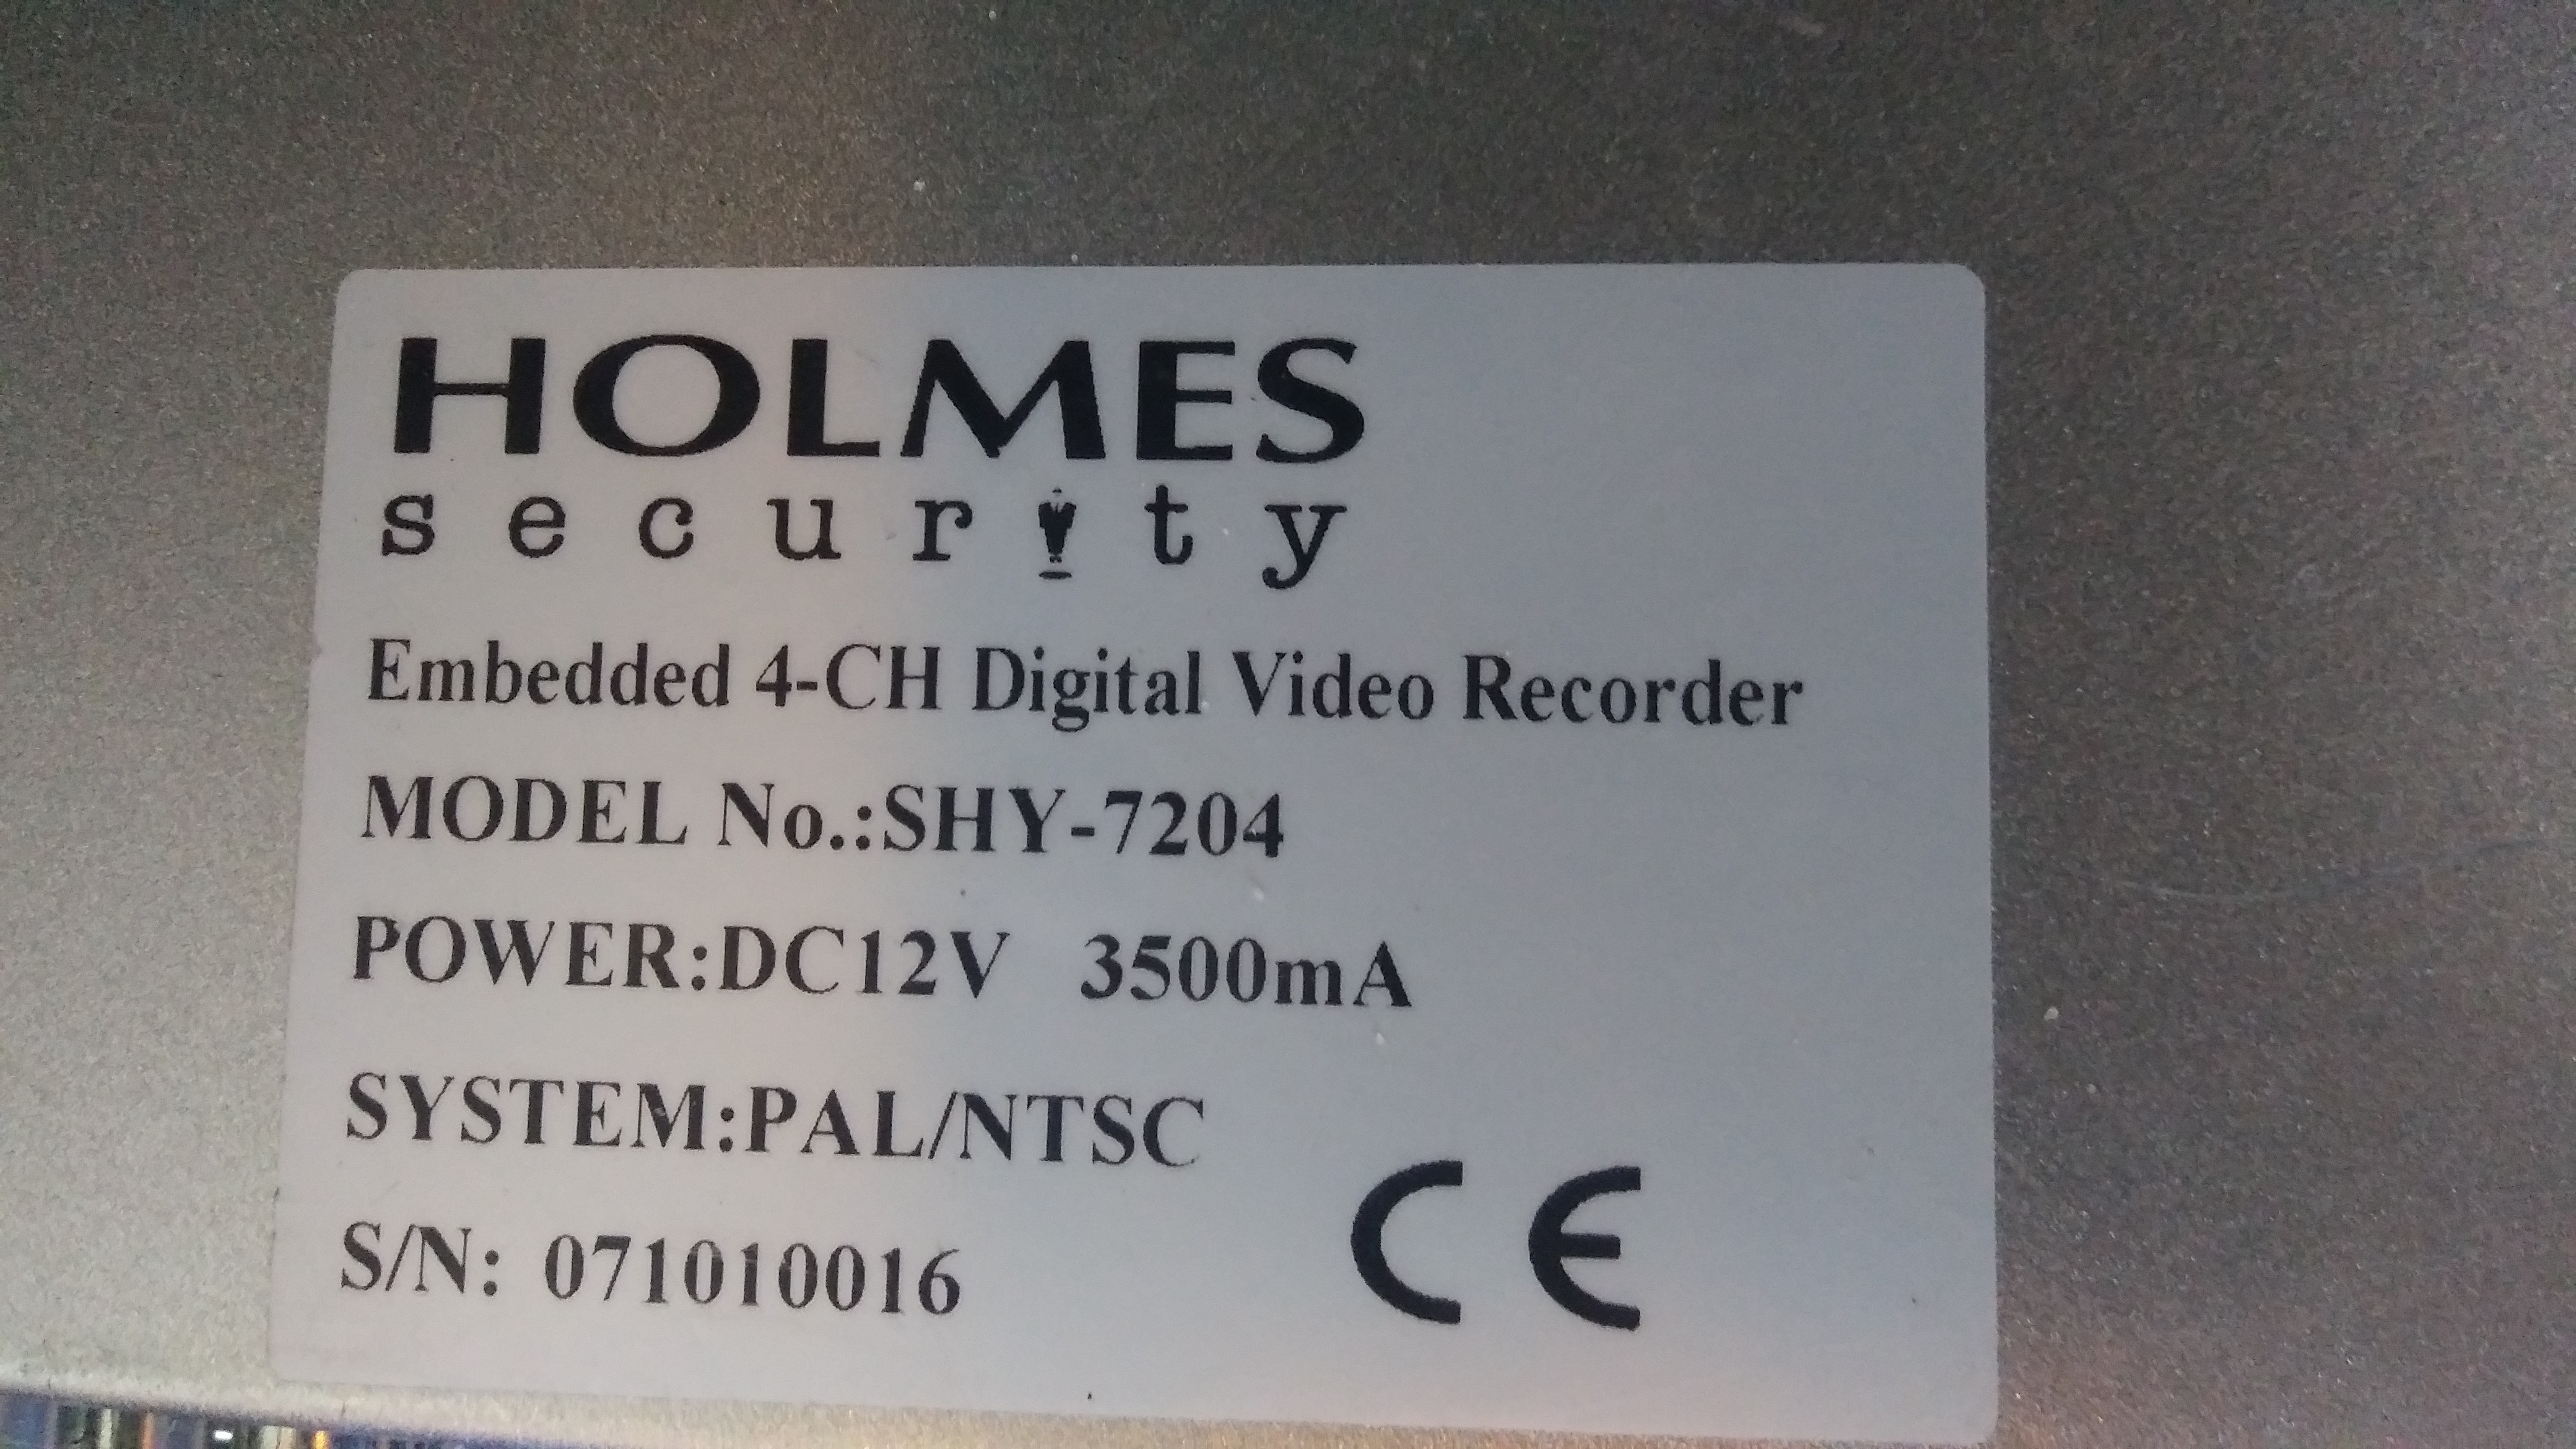 HOLMES
security
Embedded 4-CH Digital Video Recorder
MODEL No.:SHY-7204
POWER:DC12V 3500mA
SYSTEM:PAL/NTSC
S/N: 071010016
CE